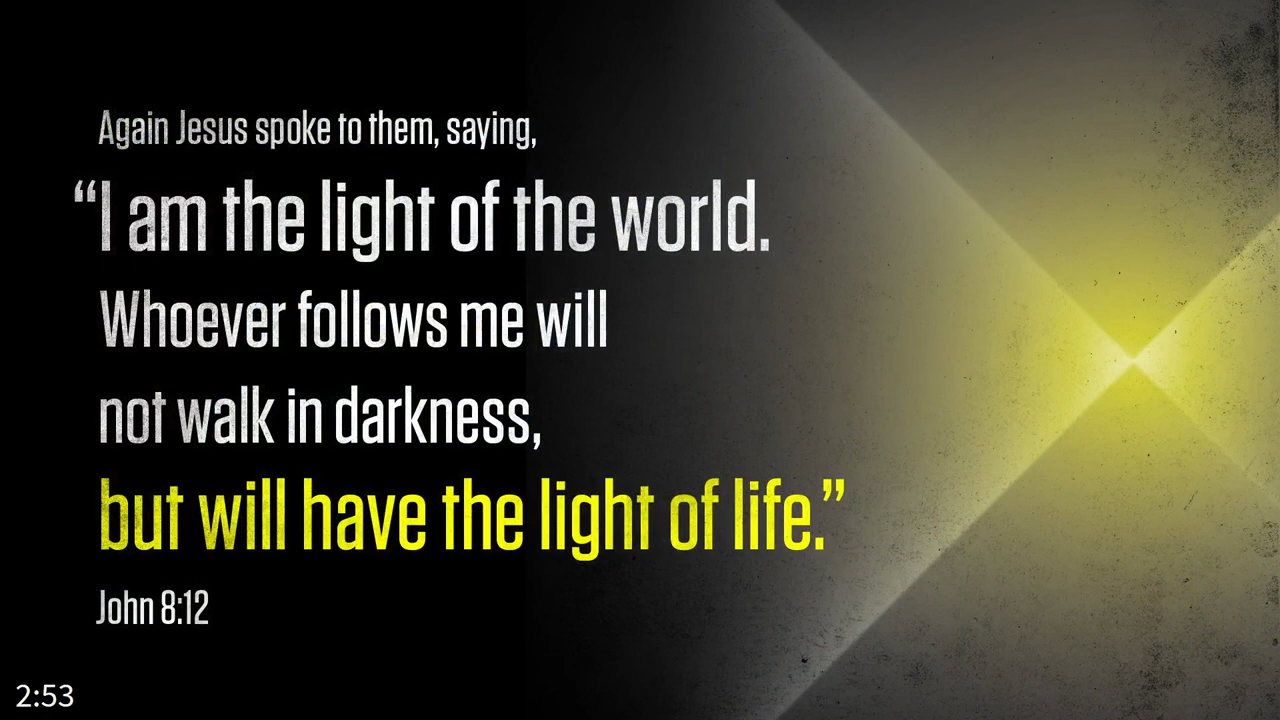 Again Jesus spoke to them, saying,
“I am the light of the world.
Whoever follows me will
not walk in darkness,
but will have the light of life.”
John 8:12
2:53